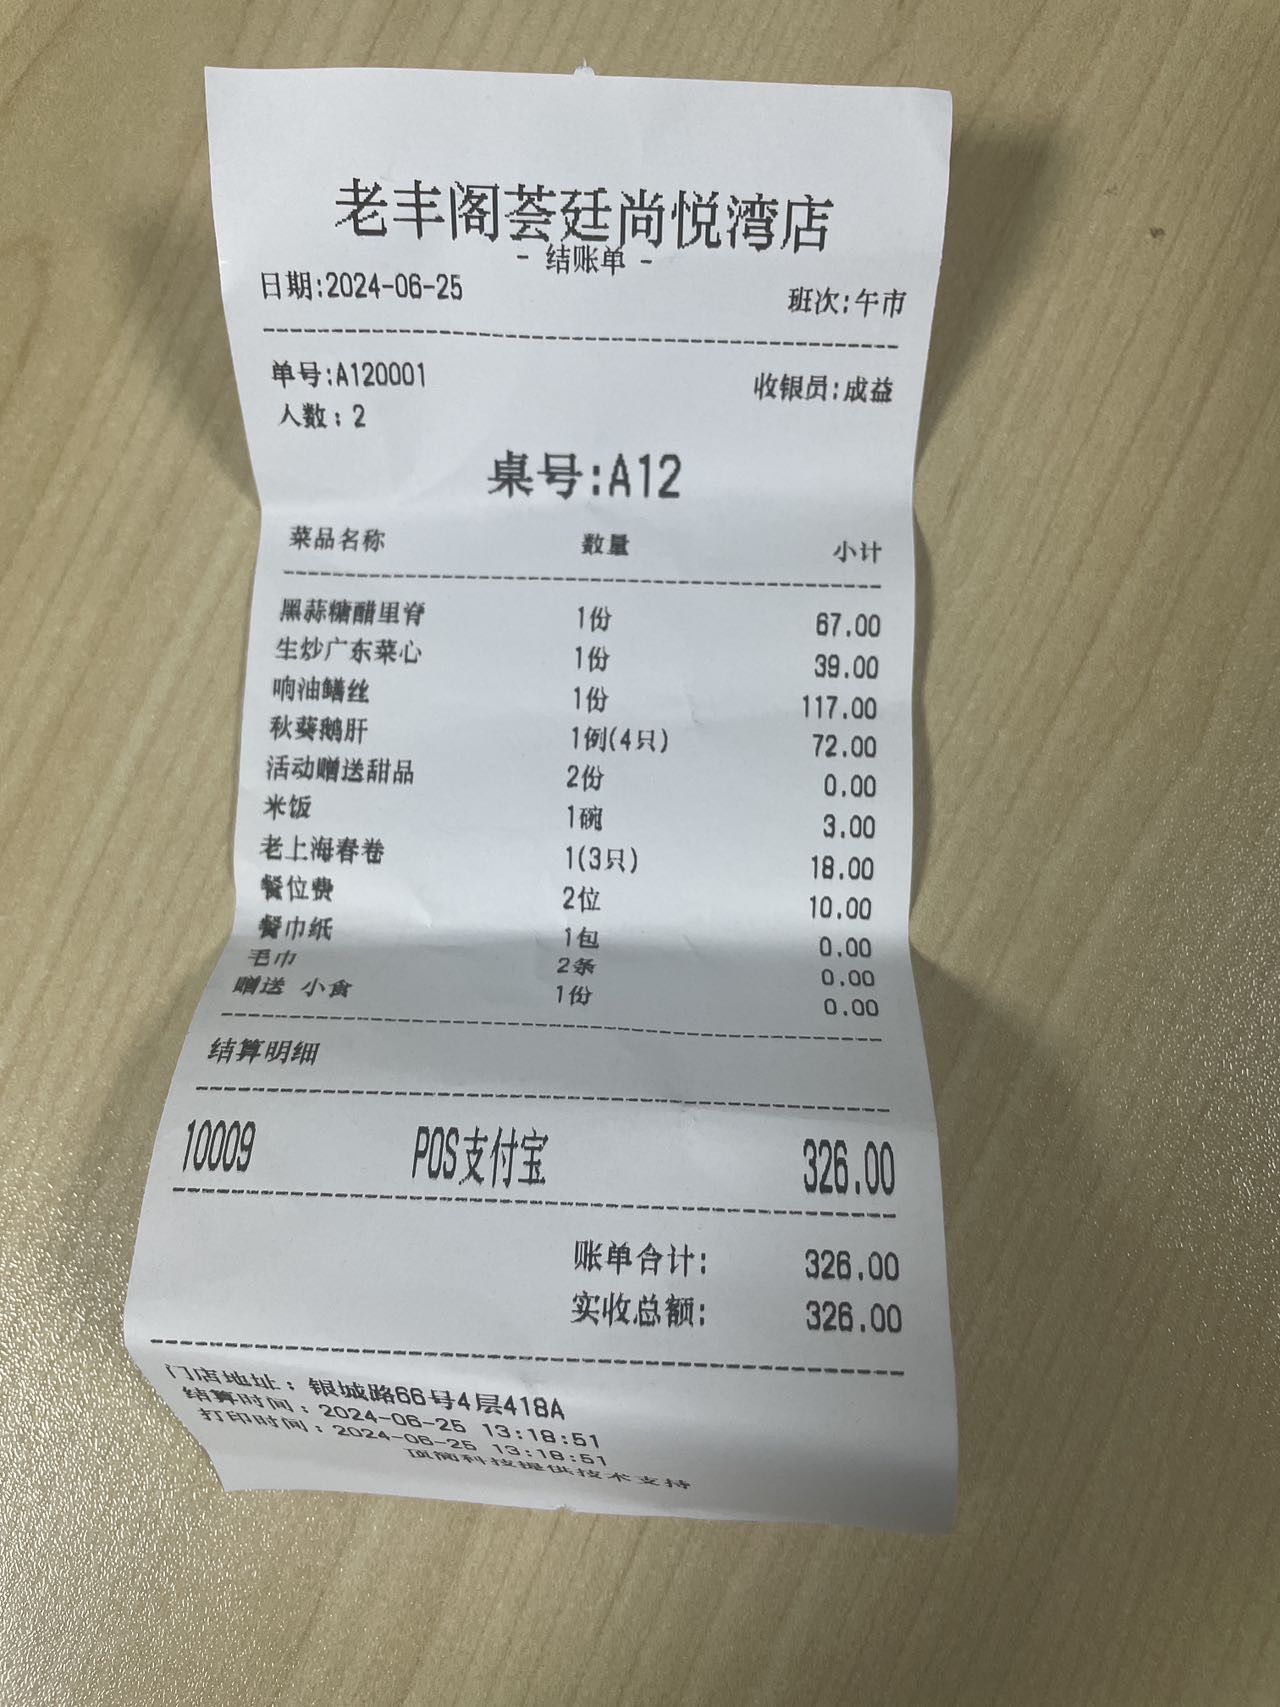 老丰阁荟廷尚悦湾店
- 结账单 -
日期:2024-06-25 班次:午市
单号:A120001 收银员:成益
人数:2
桌号:A12
菜品名称 数量 小计
黑蒜糖醋里脊 1份 67.00
生炒广东菜心 1份 39.00
响油鳝丝 1份 117.00
秋葵鹅肝 1例(4只) 72.00
活动赠送甜品 2份 0.00
米饭 1碗 3.00
老上海春卷 1(3只) 18.00
餐位费 2位 10.00
餐巾纸 1包 0.00
毛巾 2条 0.00
赠送 小食 1份 0.00
结算明细
10009 POS支付宝 326.00
账单合计: 326.00
实收总额: 326.00
门店地址:银城路66号4层418A
结算时间:2024-06-25 13:18:51
打印时间:2024-06-25 13:18:51
科技提供技术支持